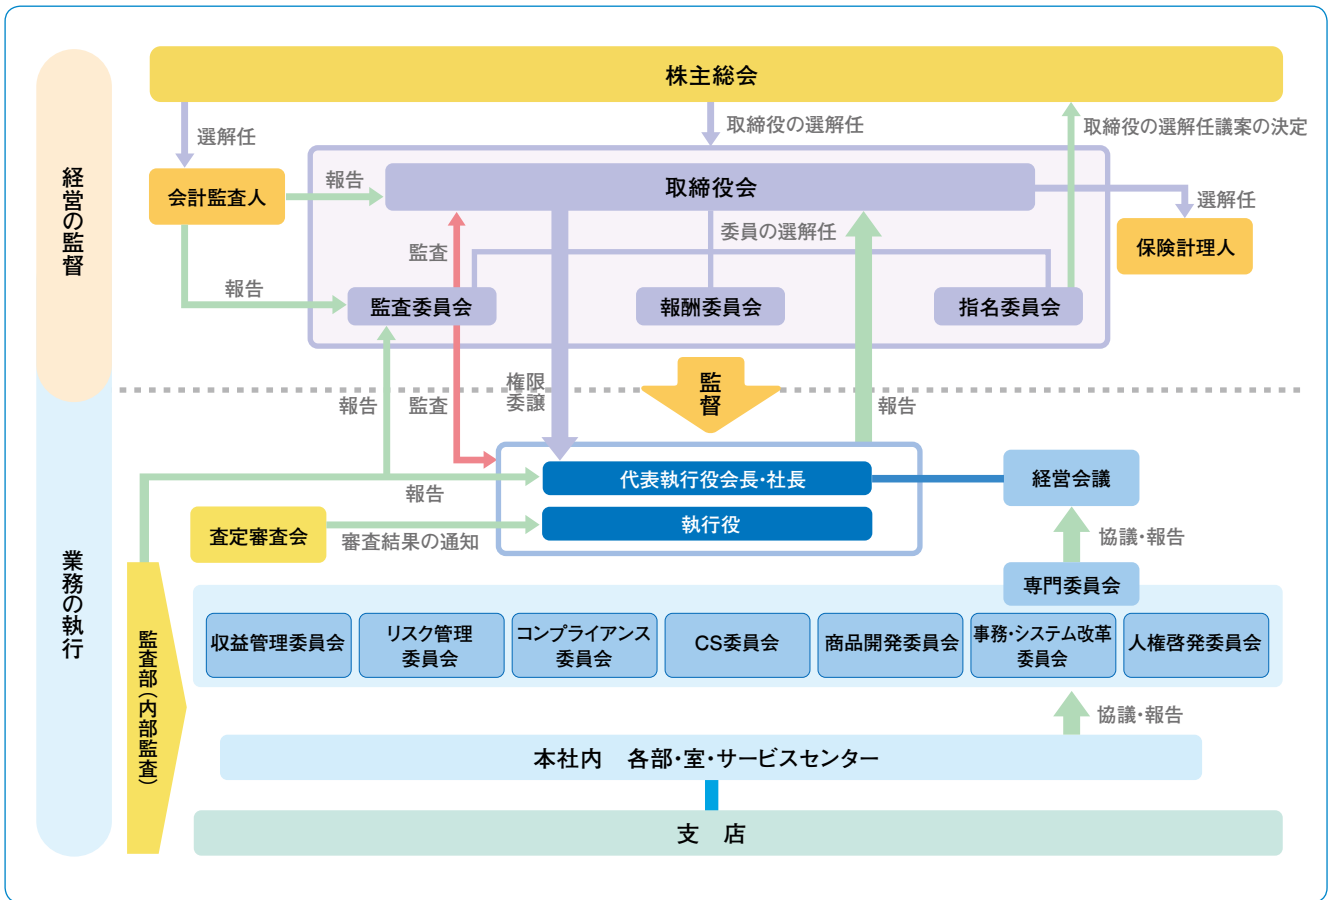 株主総会
選解任
取締役の選解任
取締役の選解任議案の決定
経営の監督
会計監査人
報告
取締役会
選解任
保険計理人
監査
委員の選解任
報告
監査委員会
報酬委員会
指名委員会
権限
委譲
監督
報告
監査
報告
代表執行役会長・社長
経営会議
報告
査定審査会
執行役
審査結果の通知
協議・報告
業務の執行
専門委員会
収益管理委員会
リスク管理
委員会
コンプライアンス
委員会
CS委員会
商品開発委員会
事務・システム改革
委員会
人権啓発委員会
監査部（内部監査）
協議・報告
本社内　各部・室・サービスセンター
支　店